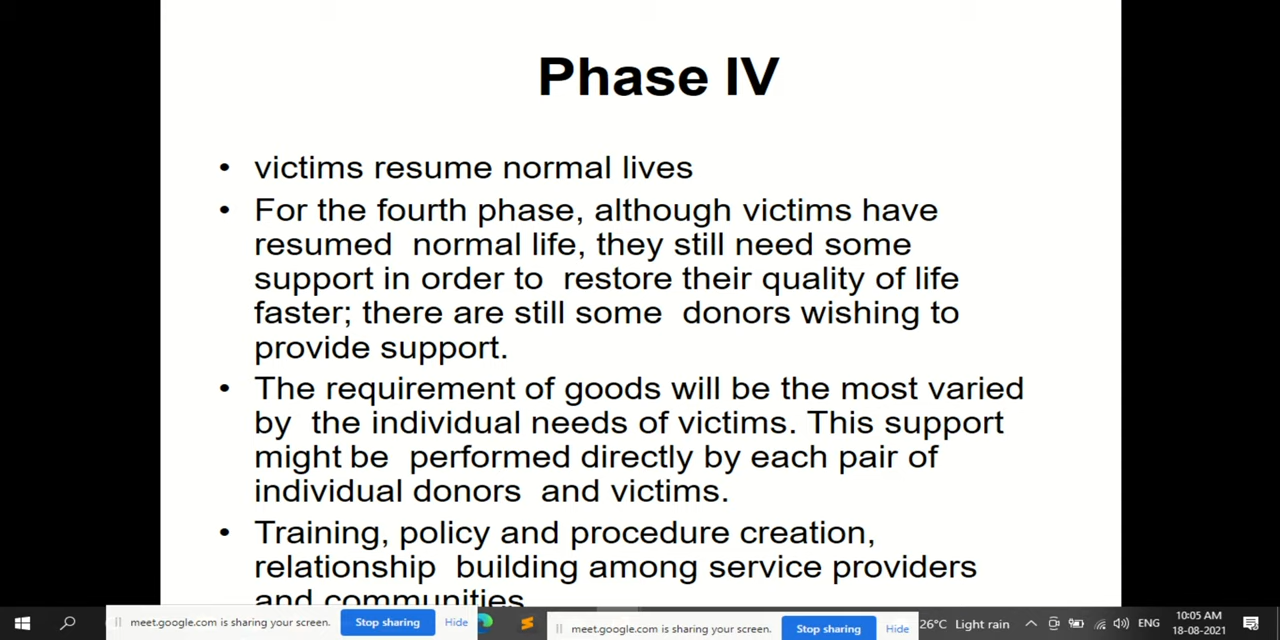 Phase IV
• victims resume normal lives
• For the fourth phase, although victims have
resumed normal life, they still need some
support in order to restore their quality of life
faster; there are still some donors wishing to
provide support.
• The requirement of goods will be the most varied
by the individual needs of victims. This support
might be performed directly by each pair of
individual donors and victims.
• Training, policy and procedure creation,
relationship building among service providers
and communities
meet.google.com is sharing your screen. Stop sharing Hide
meet.google.com is sharing your screen. Stop sharing Hide
26°C Light rain
ENG
10:05 AM
18-08-2021